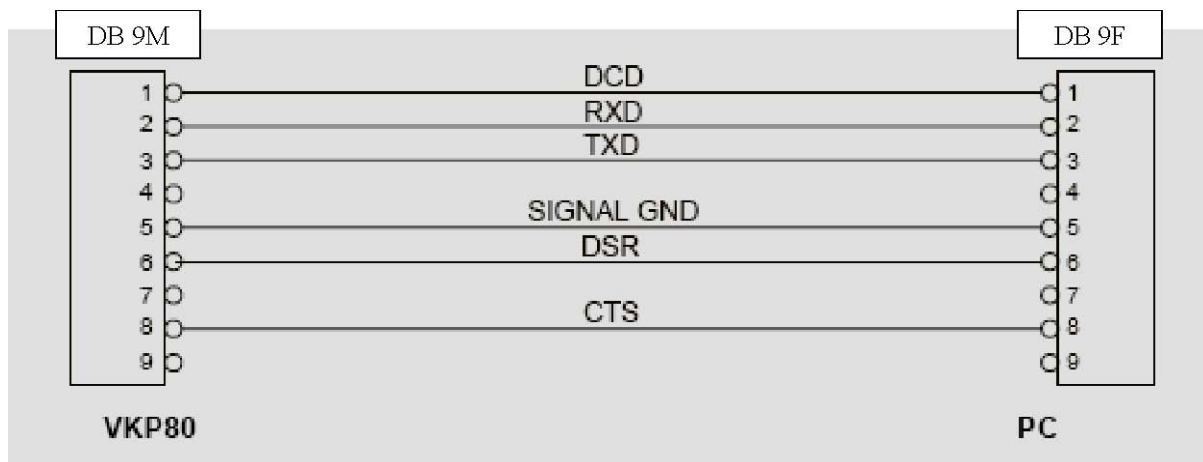 DB 9M DB 9F
DCD
1 1
RXD
2 2
TXD
3 3
4 4
SIGNAL GND
5 5
DSR
6 6
7 7
CTS
8 8
9 9
VKP80 PC